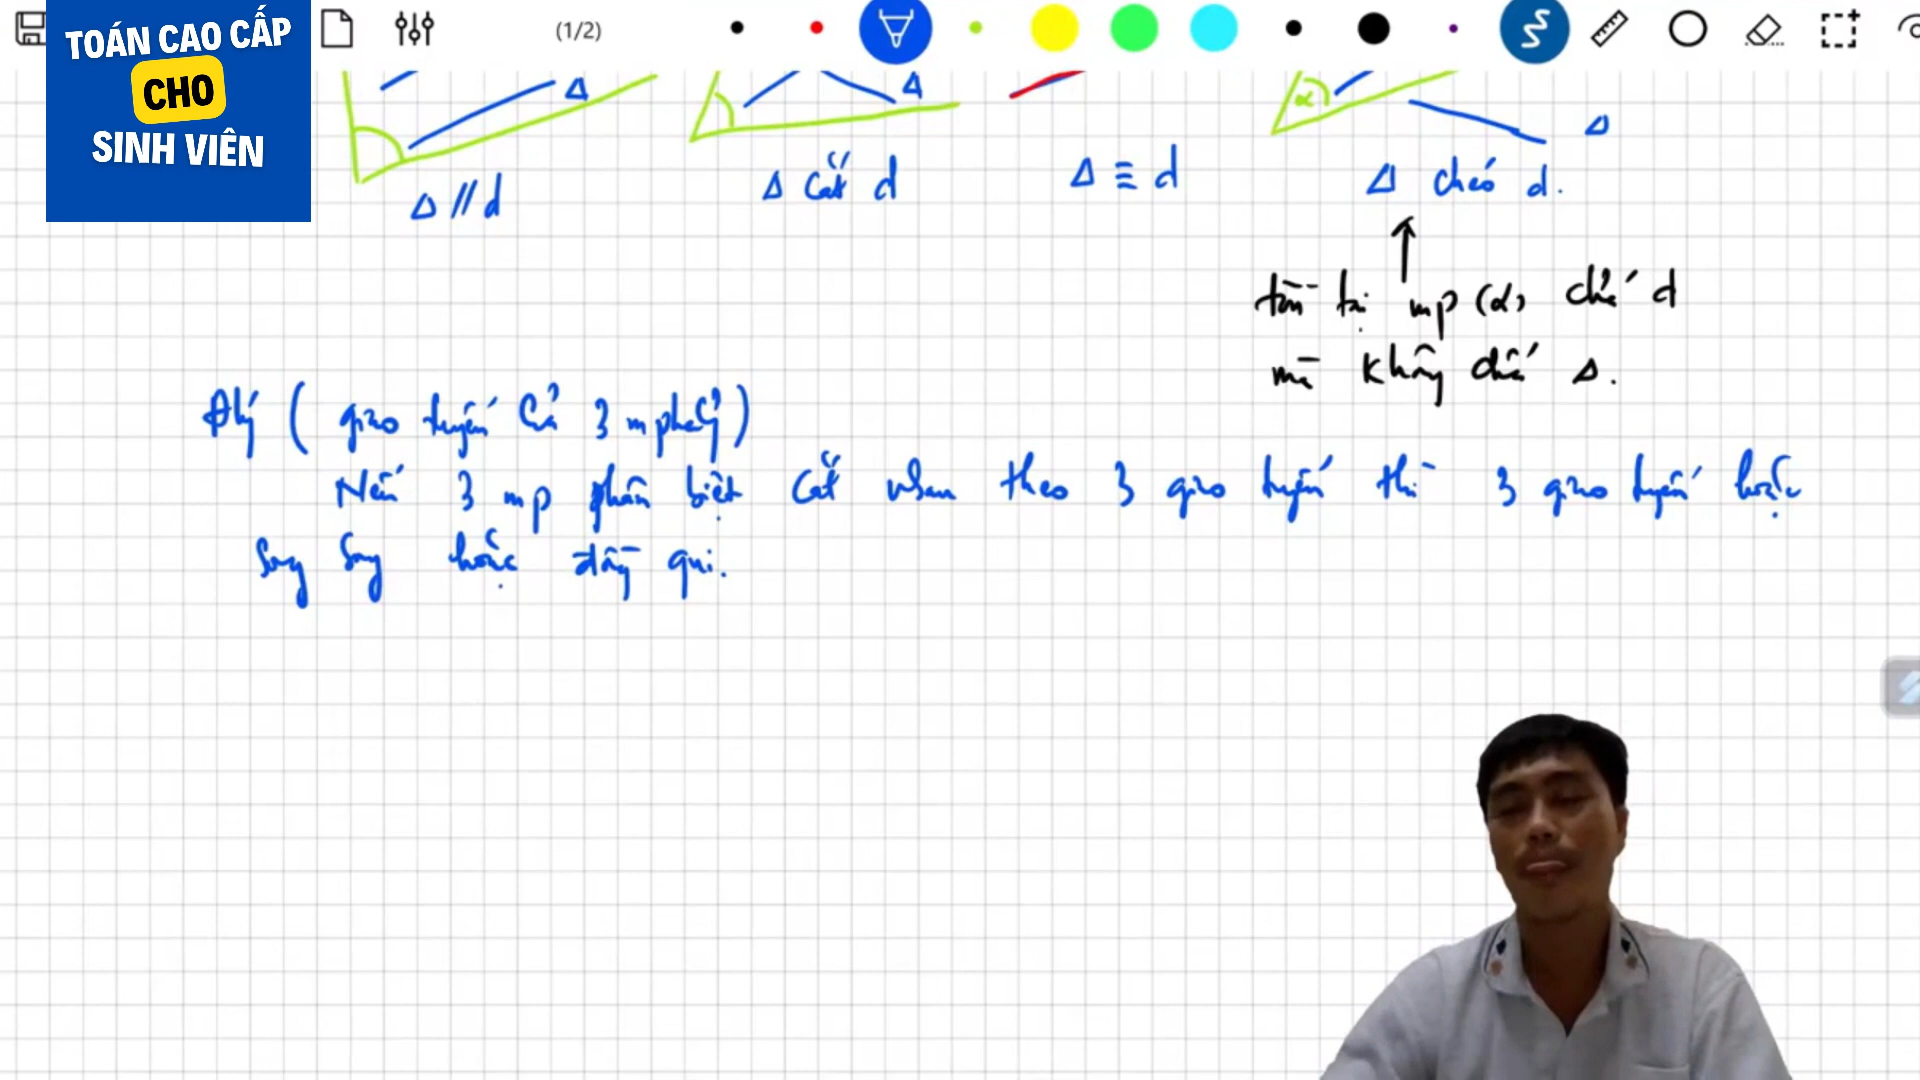 TOÁN CAO CẤP
CHO
SINH VIÊN
(1/2)
Δ
Δ
α
Δ
Δ // d
Δ cắt d
Δ ≡ d
Δ chéo d.
tồn tại mp (α) chứa d
mà không chứa Δ.
Đlý ( giao tuyến của 3 mphẳng )
Nếu 3 mp phân biệt cắt nhau theo 3 giao tuyến thì 3 giao tuyến hoặc
song song hoặc đồng qui.